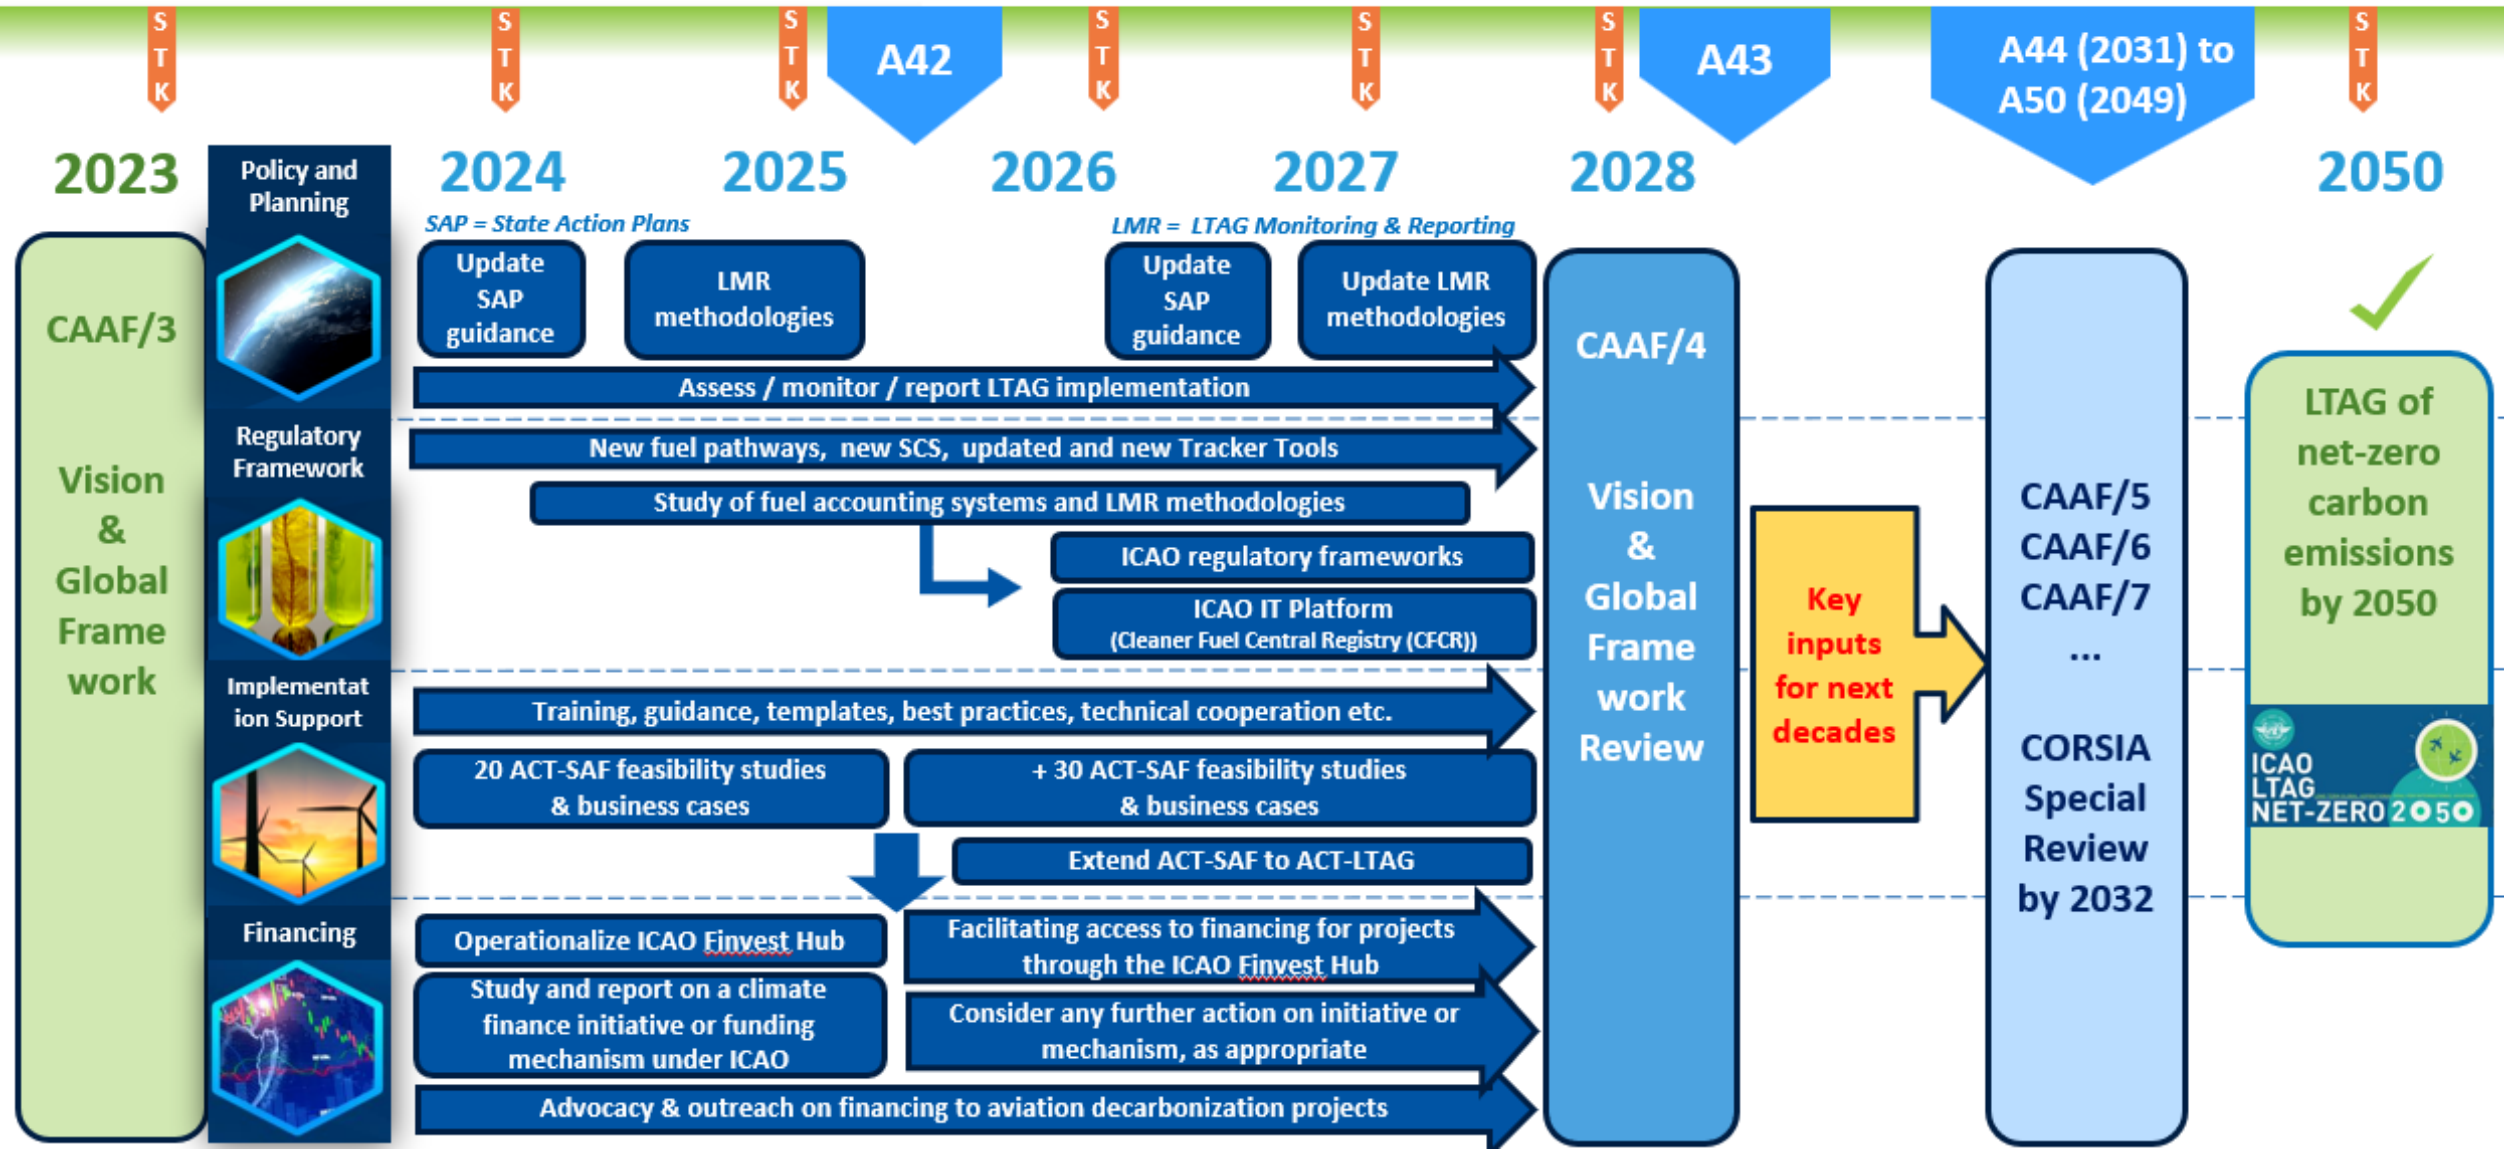 S
T
K
S
T
K
S
T
K
A42
S
T
K
S
T
K
S
T
K
A43
A44 (2031) to
A50 (2049)
S
T
K
2023
2024
2025
2026
2027
2028
2050
CAAF/3
Vision
&
Global
Frame
work
Policy and
Planning
SAP = State Action Plans
LMR = LTAG Monitoring & Reporting
Update
SAP
guidance
LMR
methodologies
Update
SAP
guidance
Update LMR
methodologies
Assess / monitor / report LTAG implementation
Regulatory
Framework
New fuel pathways, new SCS, updated and new Tracker Tools
Study of fuel accounting systems and LMR methodologies
ICAO regulatory frameworks
ICAO IT Platform
(Cleaner Fuel Central Registry (CFCR))
Implementat
ion Support
Training, guidance, templates, best practices, technical cooperation etc.
20 ACT-SAF feasibility studies
& business cases
+ 30 ACT-SAF feasibility studies
& business cases
Extend ACT-SAF to ACT-LTAG
Financing
Operationalize ICAO Finvest Hub
Facilitating access to financing for projects
through the ICAO Finvest Hub
Study and report on a climate
finance initiative or funding
mechanism under ICAO
Consider any further action on initiative or
mechanism, as appropriate
Advocacy & outreach on financing to aviation decarbonization projects
CAAF/4
Vision
&
Global
Frame
work
Review
Key
inputs
for next
decades
CAAF/5
CAAF/6
CAAF/7
...
CORSIA
Special
Review
by 2032
LTAG of
net-zero
carbon
emissions
by 2050
ICAO
LTAG
NET-ZERO 2050